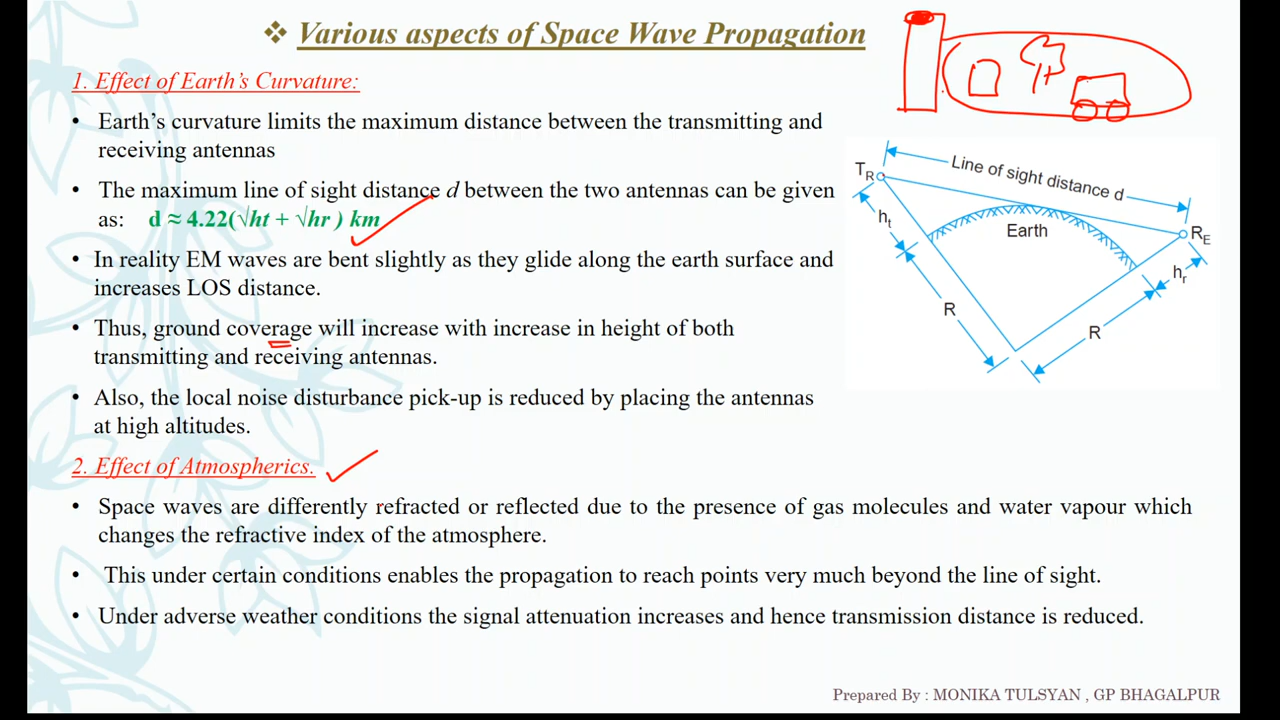 ❖ Various aspects of Space Wave Propagation
1. Effect of Earth's Curvature:
• Earth's curvature limits the maximum distance between the transmitting and
receiving antennas
• The maximum line of sight distance d between the two antennas can be given
as: d ≈ 4.22(√ht + √hr ) km
• In reality EM waves are bent slightly as they glide along the earth surface and
increases LOS distance.
• Thus, ground coverage will increase with increase in height of both
transmitting and receiving antennas.
• Also, the local noise disturbance pick-up is reduced by placing the antennas
at high altitudes.
TR
Line of sight distance d
ht
Earth
RE
hr
R
R
2. Effect of Atmospherics.
• Space waves are differently refracted or reflected due to the presence of gas molecules and water vapour which
changes the refractive index of the atmosphere.
• This under certain conditions enables the propagation to reach points very much beyond the line of sight.
• Under adverse weather conditions the signal attenuation increases and hence transmission distance is reduced.
Prepared By : MONIKA TULSYAN , GP BHAGALPUR